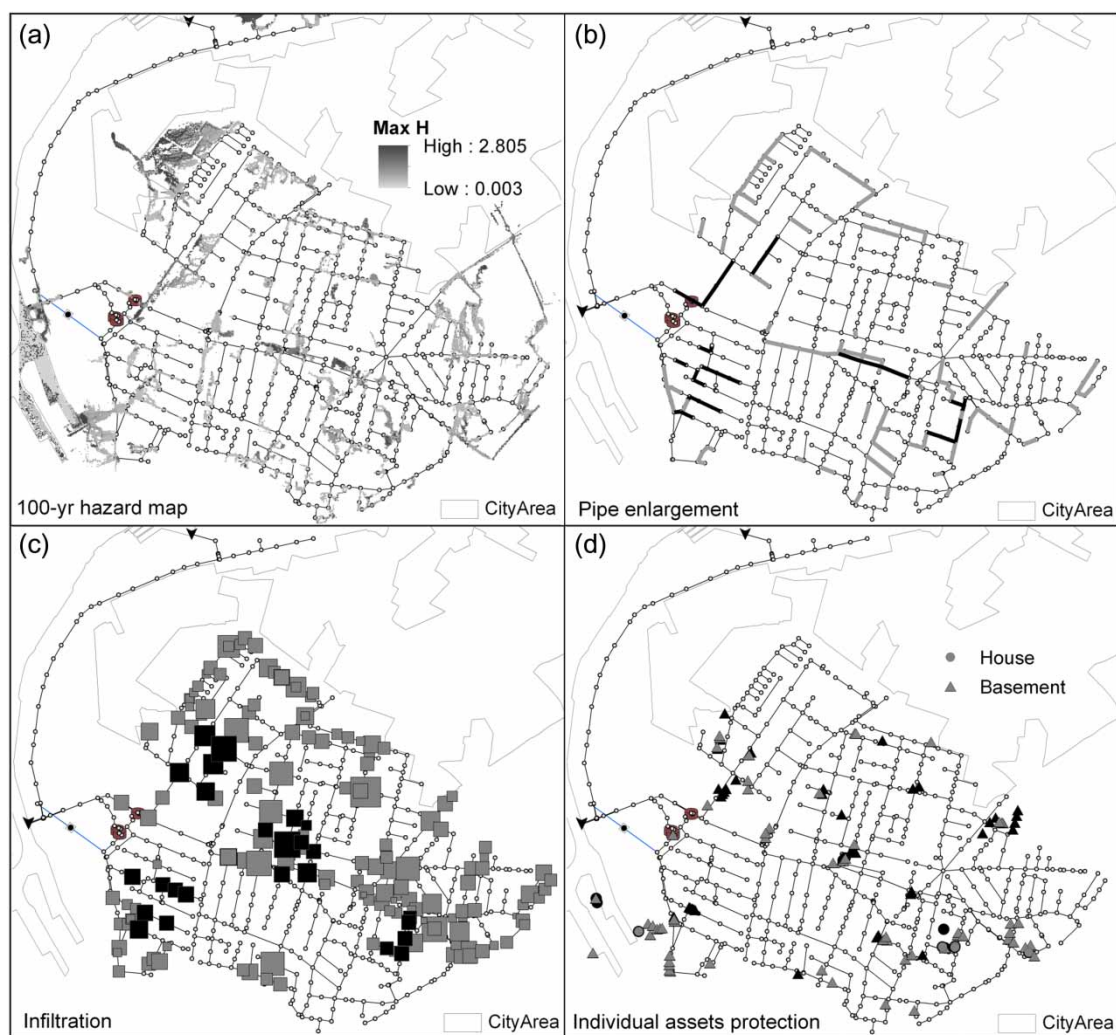 (a)
Max H
High : 2.805
Low : 0.003
100-yr hazard map
CityArea
(b)
Pipe enlargement
CityArea
(c)
Infiltration
CityArea
(d)
House
Basement
Individual assets protection
CityArea